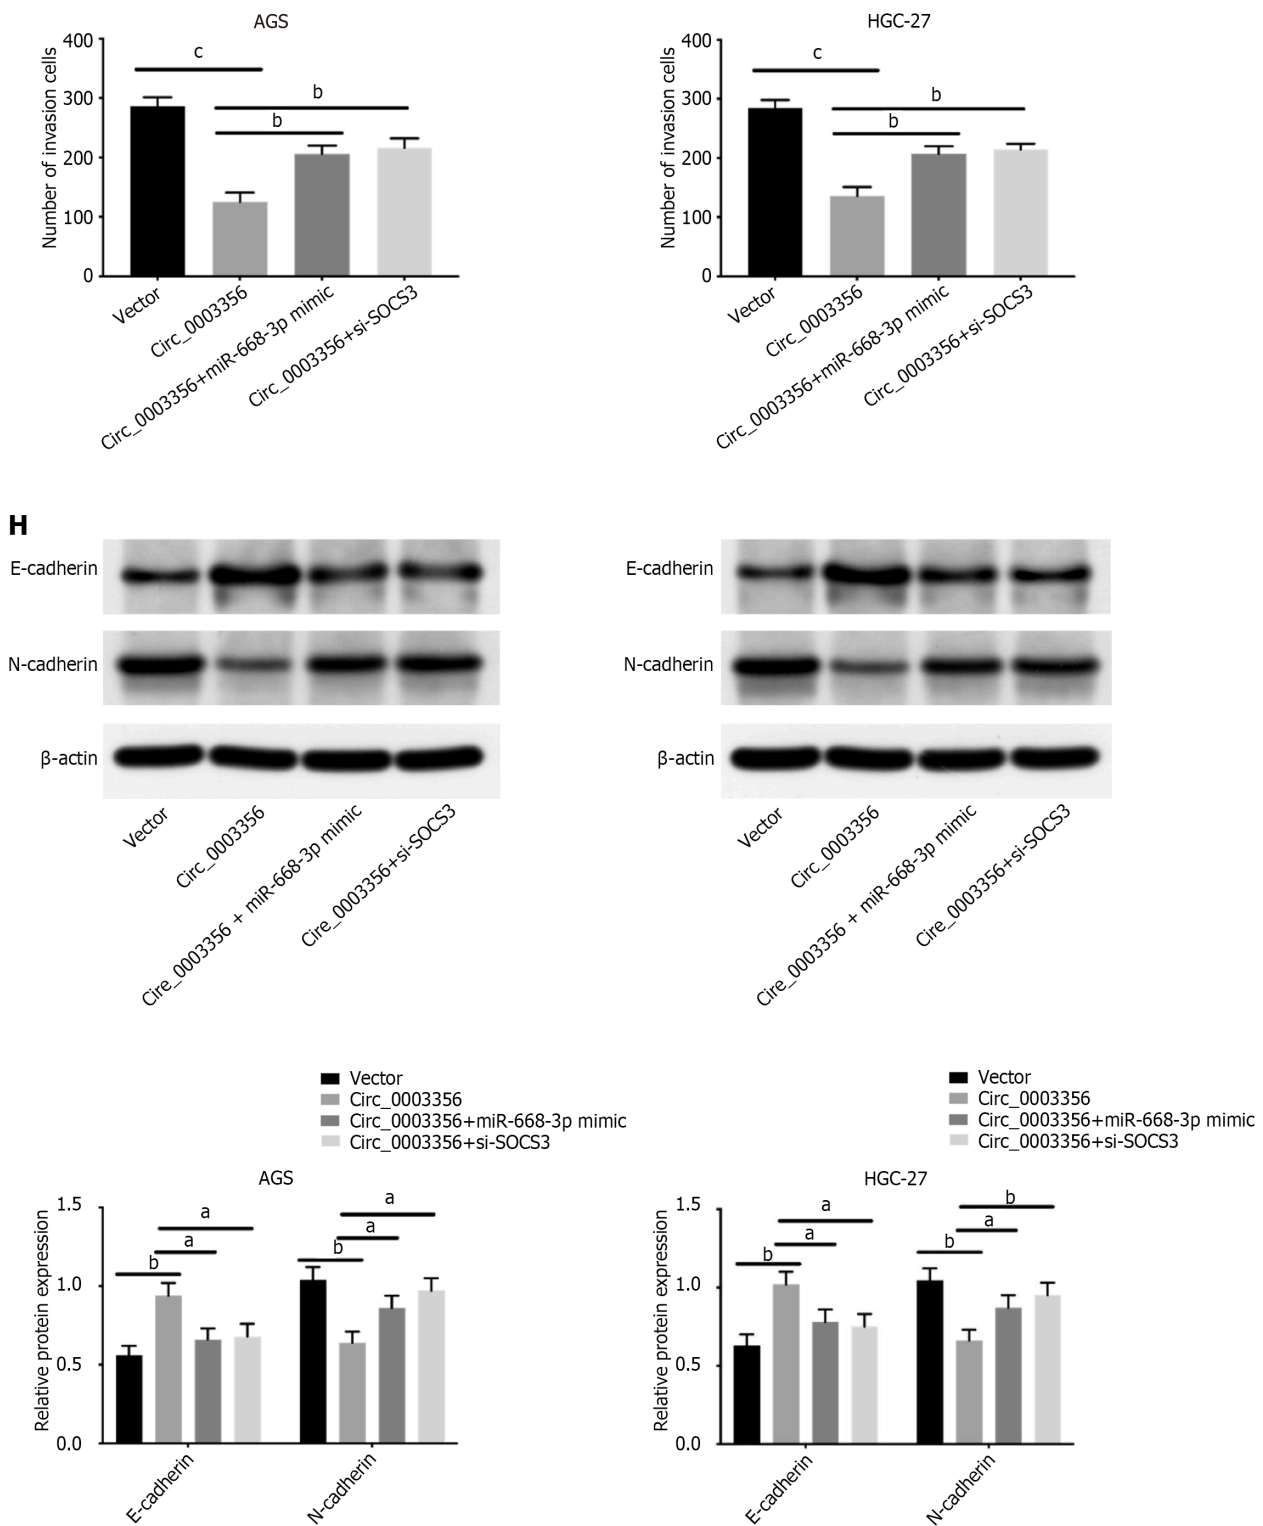 AGS
Number of invasion cells
400
300
200
100
0
c
b
b
Vector
Circ_0003356
Circ_0003356+miR-668-3p mimic
Circ_0003356+si-SOCS3
HGC-27
Number of invasion cells
400
300
200
100
0
c
b
b
Vector
Circ_0003356
Circ_0003356+miR-668-3p mimic
Circ_0003356+si-SOCS3
H
E-cadherin
N-cadherin
β-actin
Vector
Circ_0003356
Cire_0003356 + miR-668-3p mimic
Cire_0003356+si-SOCS3
E-cadherin
N-cadherin
β-actin
Vector
Circ_0003356
Cire_0003356 + miR-668-3p mimic
Cire_0003356+si-SOCS3
Vector
Circ_0003356
Circ_0003356+miR-668-3p mimic
Circ_0003356+si-SOCS3
AGS
Relative protein expression
1.5
1.0
0.5
0.0
a
a
b
a
a
b
E-cadherin
N-cadherin
Vector
Circ_0003356
Circ_0003356+miR-668-3p mimic
Circ_0003356+si-SOCS3
HGC-27
Relative protein expression
1.5
1.0
0.5
0.0
a
a
b
b
a
b
E-cadherin
N-cadherin